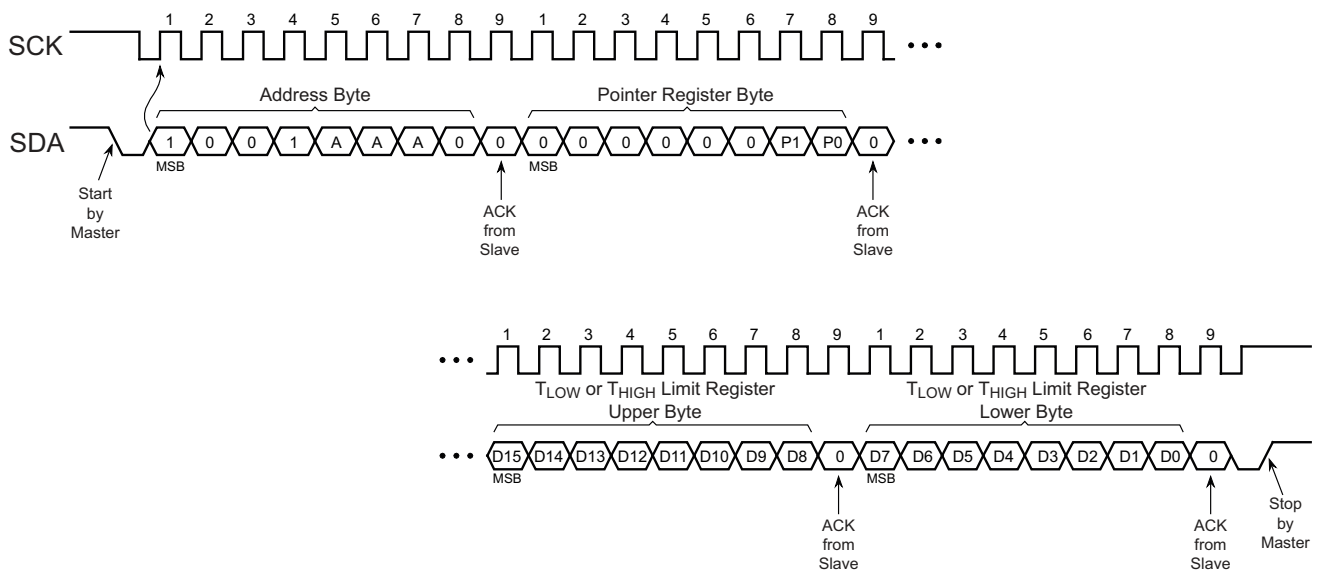 1 2 3 4 5 6 7 8 9 1 2 3 4 5 6 7 8 9
SCK
Address Byte Pointer Register Byte
SDA 1 0 0 1 A A A 0 0 0 0 0 0 0 0 P1 P0 0
MSB MSB
Start
by
Master
ACK
from
Slave
ACK
from
Slave
1 2 3 4 5 6 7 8 9 1 2 3 4 5 6 7 8 9
TLOW or THIGH Limit Register
Upper Byte
TLOW or THIGH Limit Register
Lower Byte
D15 D14 D13 D12 D11 D10 D9 D8 0 D7 D6 D5 D4 D3 D2 D1 D0 0
MSB MSB
ACK
from
Slave
ACK
from
Slave
Stop
by
Master